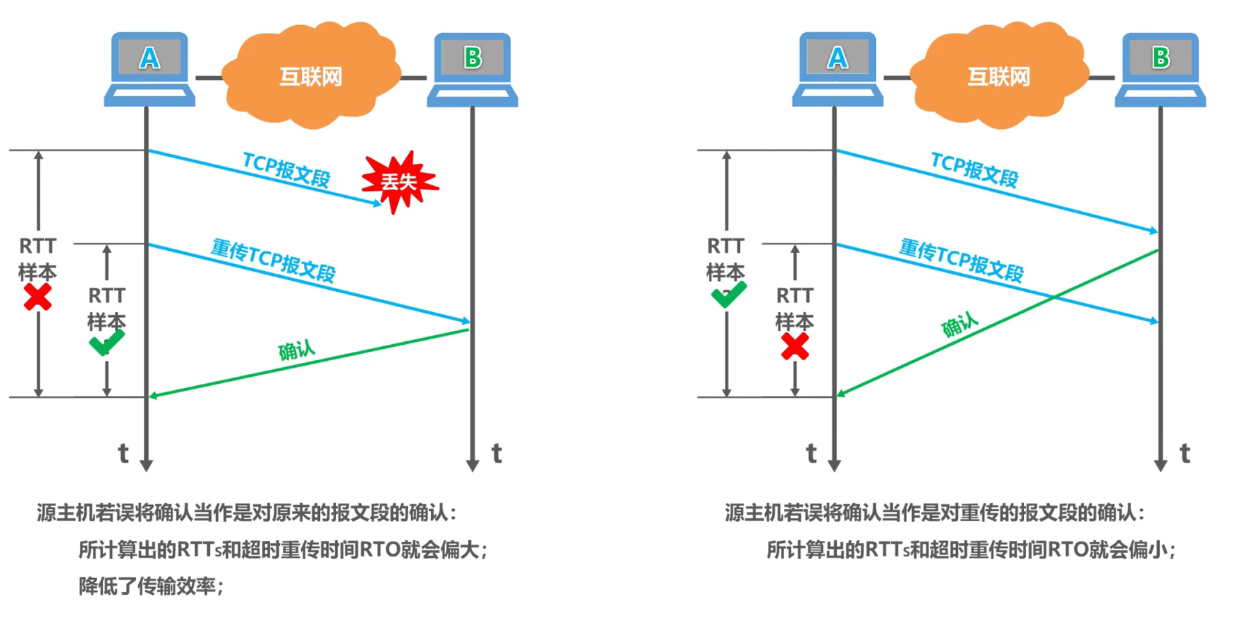 A
互联网
B
TCP报文段
丢失
RTT
样本
重传TCP报文段
RTT
样本
确认
t
t
源主机若误将确认当作是对原来的报文段的确认：
所计算出的RTTs和超时重传时间RTO就会偏大；
降低了传输效率；
A
互联网
B
TCP报文段
RTT
样本
重传TCP报文段
RTT
样本
确认
t
t
源主机若误将确认当作是对重传的报文段的确认：
所计算出的RTTs和超时重传时间RTO就会偏小；